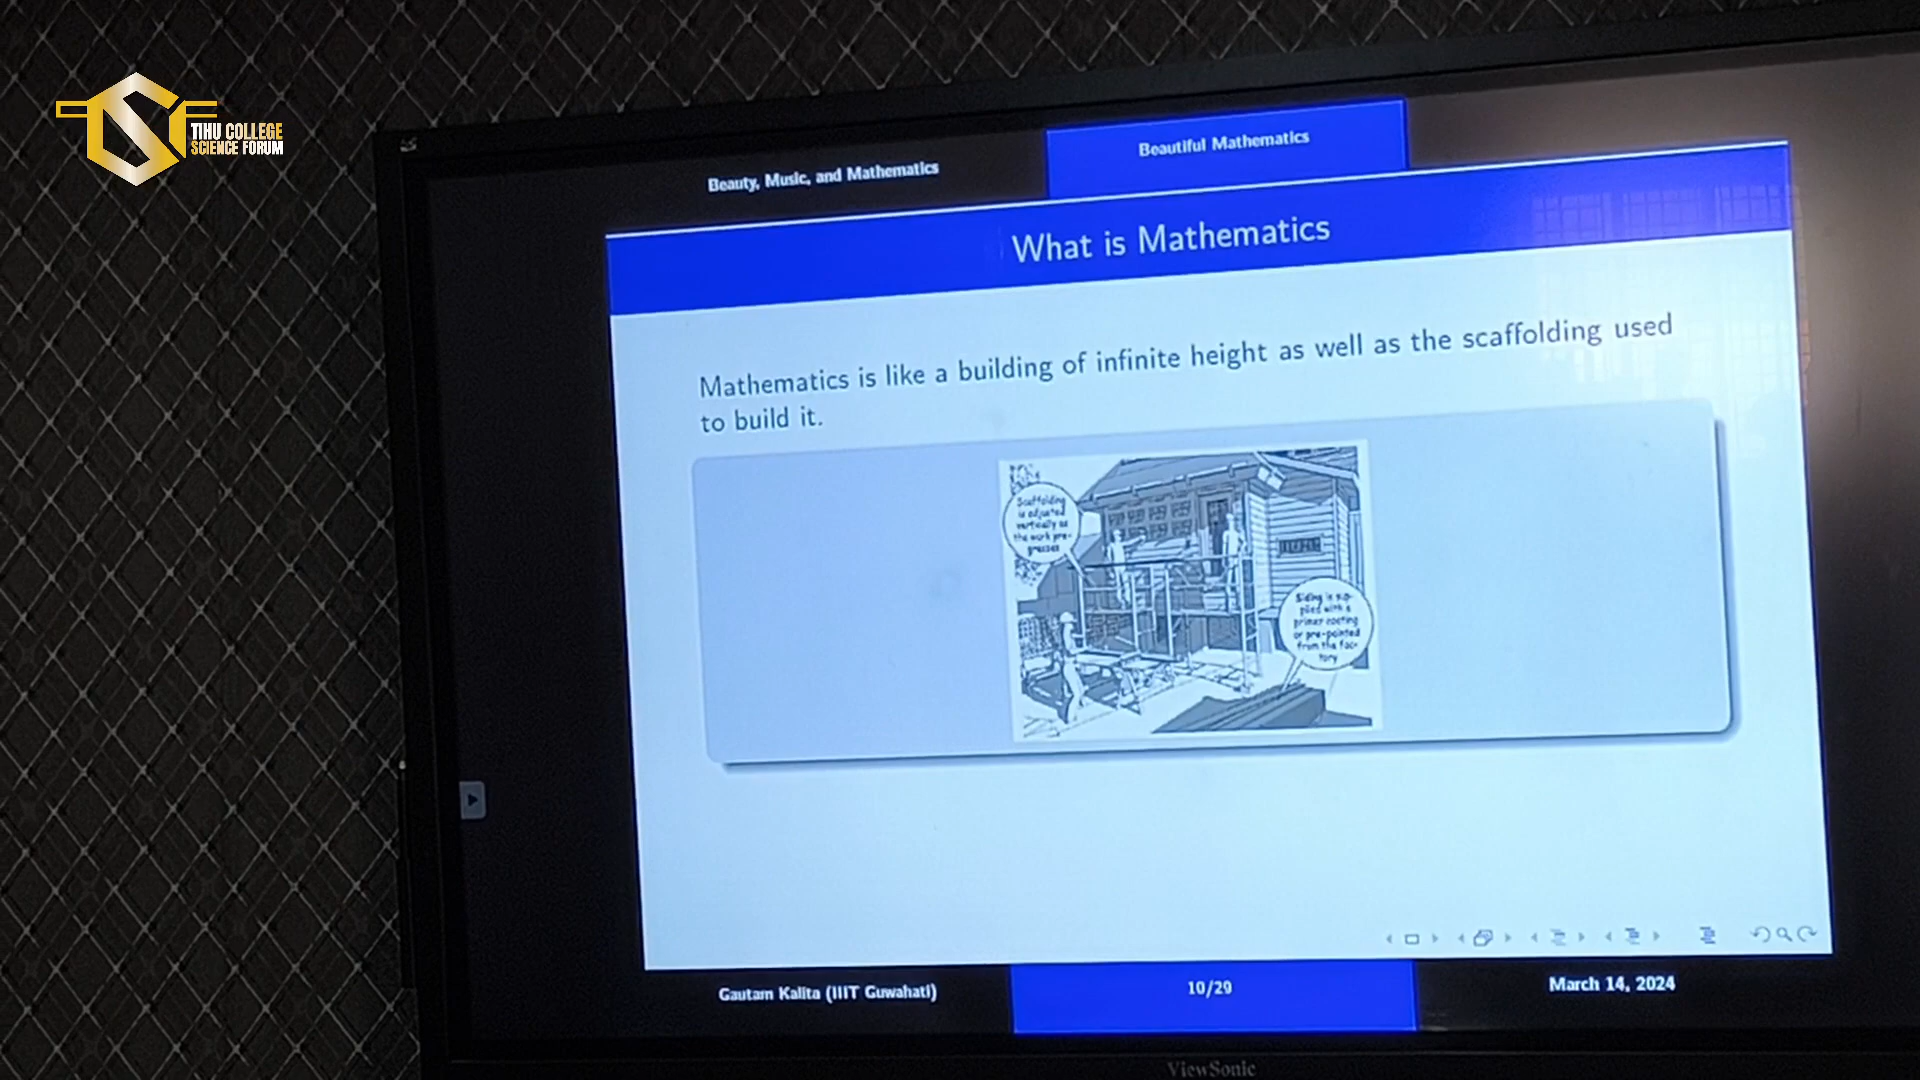 TIHU COLLEGE
SCIENCE FORUM
Beauty, Music, and Mathematics
Beautiful Mathematics
What is Mathematics
Mathematics is like a building of infinite height as well as the scaffolding used
to build it.
Scaffolding
is adjusted
vertically as
the work pro-
gresses
Siding is sup-
plied with a
primer coating
or pre-painted
from the fac-
tory
Gautam Kalita (IIIT Guwahati)
10/29
March 14, 2024
ViewSonic